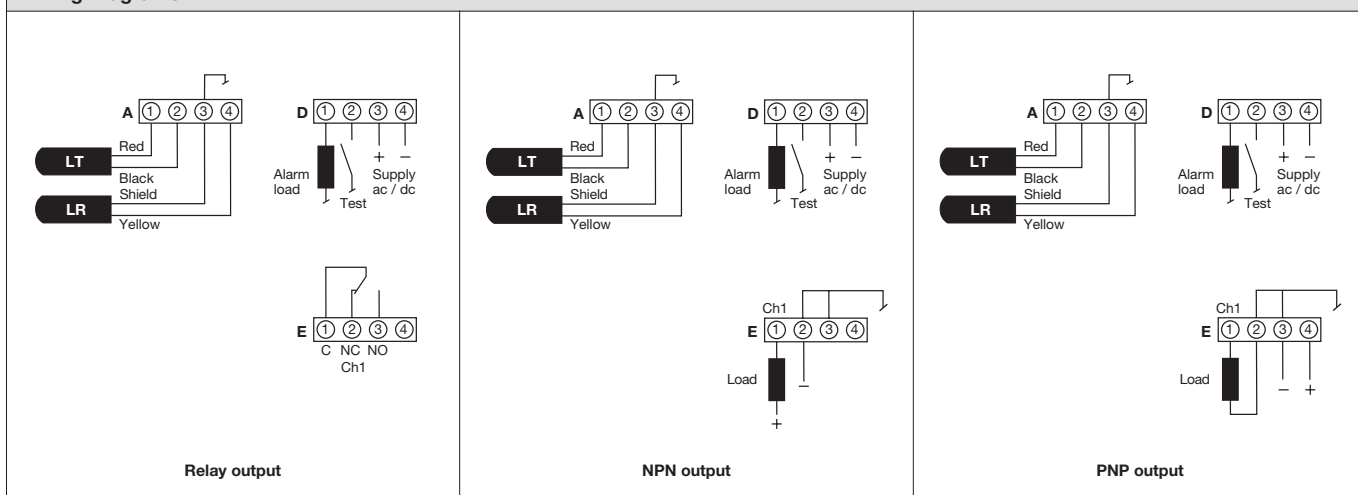 A 1 2 3 4
D 1 2 3 4
LT
Red
Black
LR
Shield
Yellow
Alarm
load
Test
+ −
Supply
ac / dc
E 1 2 3 4
C NC NO
Ch1
Relay output
A 1 2 3 4
D 1 2 3 4
LT
Red
Black
LR
Shield
Yellow
Alarm
load
Test
+ −
Supply
ac / dc
Ch1
E 1 2 3 4
Load
−
+
NPN output
A 1 2 3 4
D 1 2 3 4
LT
Red
Black
LR
Shield
Yellow
Alarm
load
Test
+ −
Supply
ac / dc
Ch1
E 1 2 3 4
Load
− +
PNP output